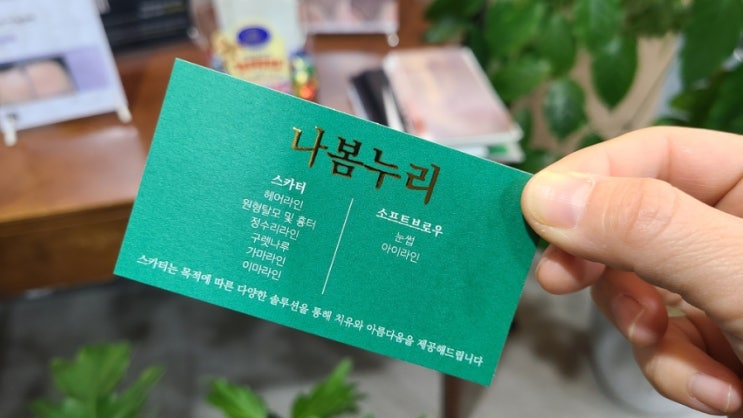 나봄누리
스카터
헤어라인
원형탈모 및 흉터
정수리라인
구렛나루
가마라인
이마라인
소프트브로우
눈썹
아이라인
스카터는 목적에 따른 다양한 솔루션을 통해 치유와 아름다움을 제공해드립니다